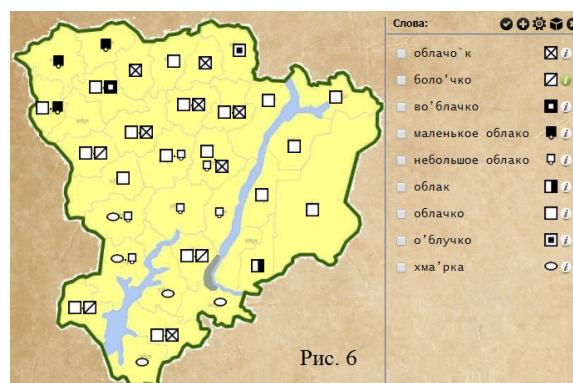 Слова:
облачо`к
боло'чко
во'блачко
маленькое облако
небольшое облако
облак
облачко
о'блучко
хма'рка
Рис. 6